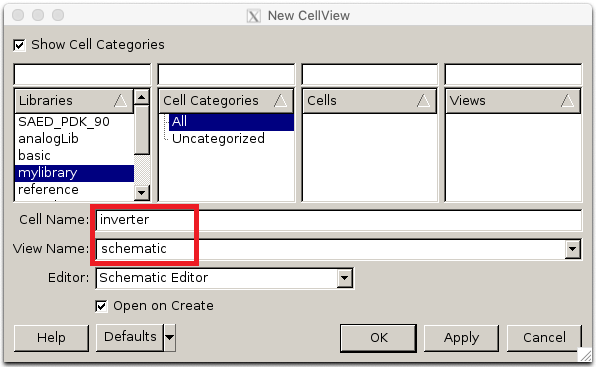 New CellView
Show Cell Categories
Libraries
SAED_PDK_90
analogLib
basic
mylibrary
reference
Cell Categories
All
Uncategorized
Cells
Views
Cell Name: inverter
View Name: schematic
Editor: Schematic Editor
Open on Create
Help Defaults OK Apply Cancel